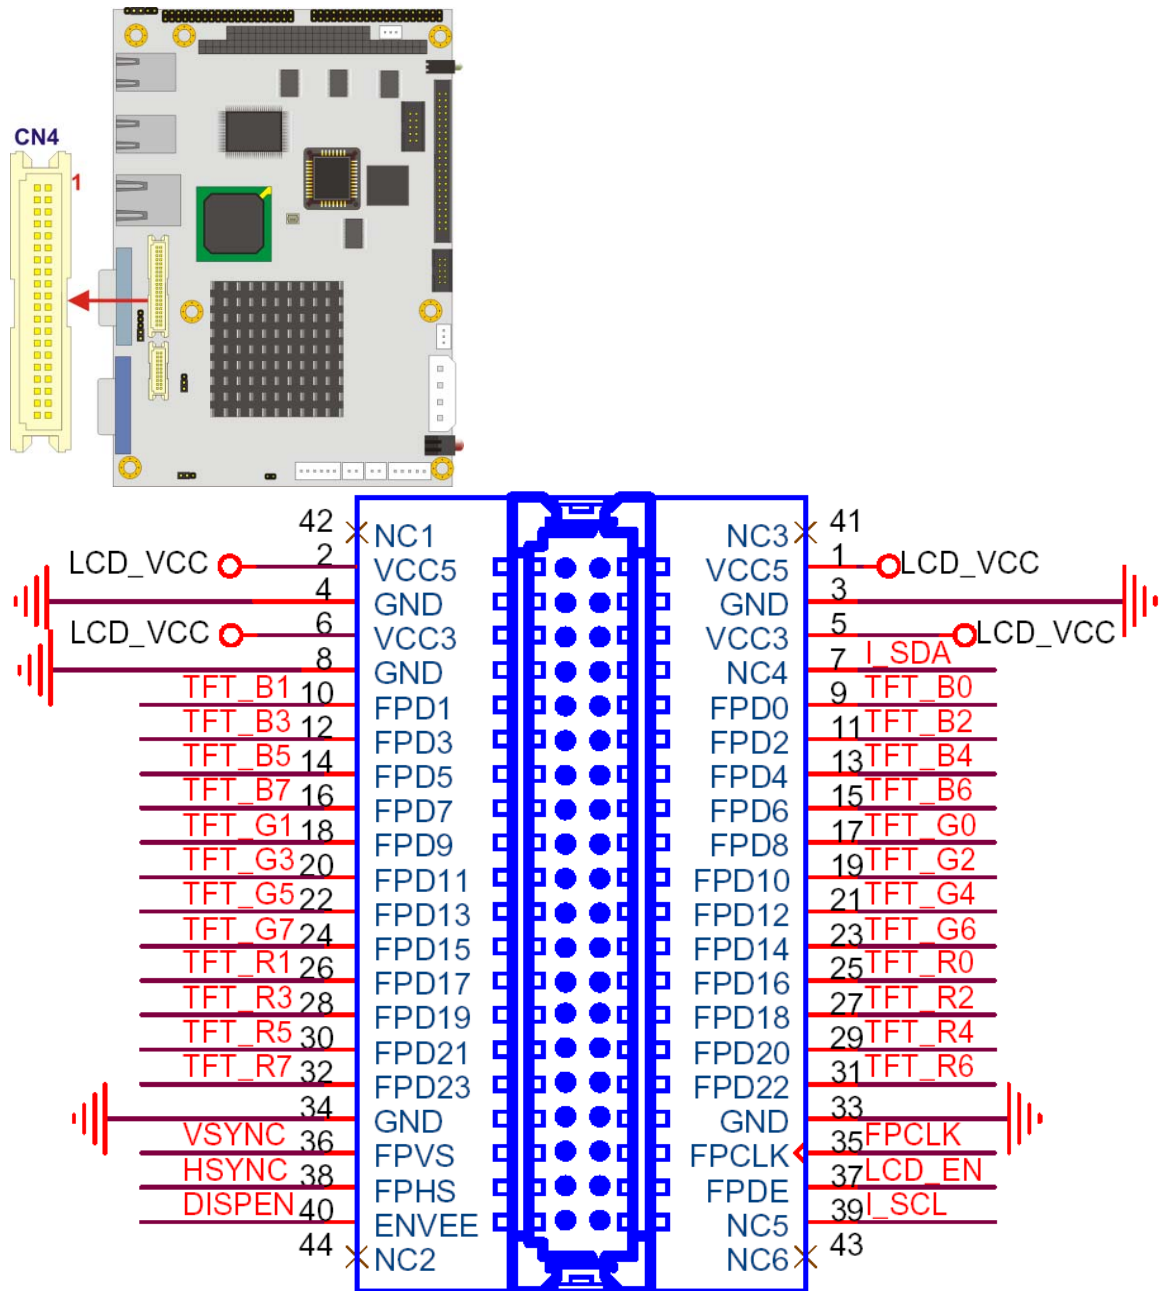 CN4
1
42 NC1 NC3 41
LCD_VCC 2 VCC5 VCC5 1 LCD_VCC
4 GND GND 3
LCD_VCC 6 VCC3 VCC3 5 LCD_VCC
8 GND NC4 7 I_SDA
TFT_B1 10 FPD1 FPD0 9 TFT_B0
TFT_B3 12 FPD3 FPD2 11 TFT_B2
TFT_B5 14 FPD5 FPD4 13 TFT_B4
TFT_B7 16 FPD7 FPD6 15 TFT_B6
TFT_G1 18 FPD9 FPD8 17 TFT_G0
TFT_G3 20 FPD11 FPD10 19 TFT_G2
TFT_G5 22 FPD13 FPD12 21 TFT_G4
TFT_G7 24 FPD15 FPD14 23 TFT_G6
TFT_R1 26 FPD17 FPD16 25 TFT_R0
TFT_R3 28 FPD19 FPD18 27 TFT_R2
TFT_R5 30 FPD21 FPD20 29 TFT_R4
TFT_R7 32 FPD23 FPD22 31 TFT_R6
34 GND GND 33
VSYNC 36 FPVS FPCLK 35 FPCLK
HSYNC 38 FPHS FPDE 37 LCD_EN
DISPEN 40 ENVEE NC5 39 I_SCL
44 NC2 NC6 43